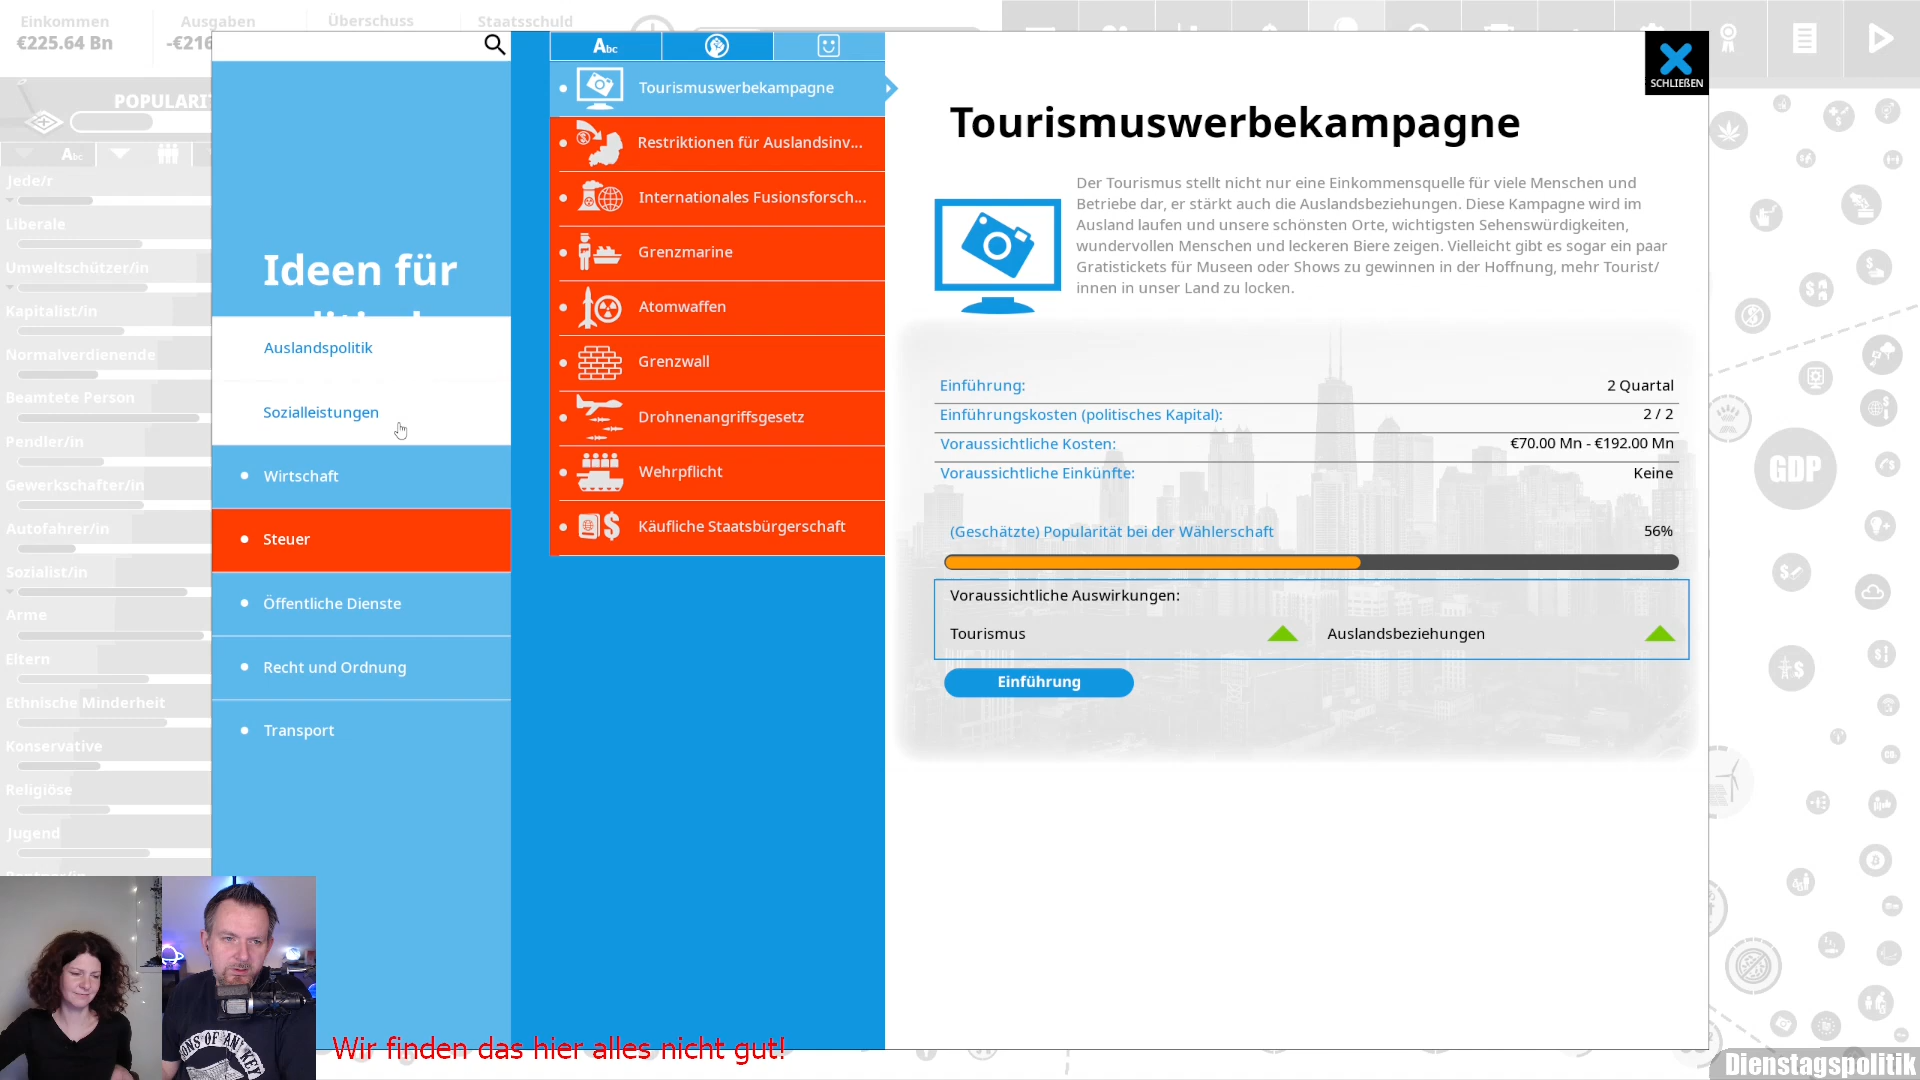 Einkommen
€225.64 Bn
Ausgaben
-€216
Überschuss
Staatsschuld
POPULARIT
Abc
Jede/r
Liberale
Umweltschützer/in
Kapitalist/in
Normalverdienende
Beamtete Person
Pendler/in
Gewerkschafter/in
Autofahrer/in
Sozialist/in
Arme
Eltern
Ethnische Minderheit
Konservative
Religiöse
Jugend
Ideen für
Auslandspolitik
Sozialleistungen
Wirtschaft
Steuer
Öffentliche Dienste
Recht und Ordnung
Transport
Abc
Tourismuswerbekampagne
Restriktionen für Auslandsinv...
Internationales Fusionsforsch...
Grenzmarine
Atomwaffen
Grenzwall
Drohnenangriffsgesetz
Wehrpflicht
Käufliche Staatsbürgerschaft
SCHLIEẞEN
Tourismuswerbekampagne
Der Tourismus stellt nicht nur eine Einkommensquelle für viele Menschen und
Betriebe dar, er stärkt auch die Auslandsbeziehungen. Diese Kampagne wird im
Ausland laufen und unsere schönsten Orte, wichtigsten Sehenswürdigkeiten,
wundervollen Menschen und leckeren Biere zeigen. Vielleicht gibt es sogar ein paar
Gratistickets für Museen oder Shows zu gewinnen in der Hoffnung, mehr Tourist/
innen in unser Land zu locken.
Einführung: 2 Quartal
Einführungskosten (politisches Kapital): 2 / 2
Voraussichtliche Kosten: €70.00 Mn - €192.00 Mn
Voraussichtliche Einkünfte: Keine
(Geschätzte) Popularität bei der Wählerschaft 56%
Voraussichtliche Auswirkungen:
Tourismus Auslandsbeziehungen
Einführung
GDP
Wir finden das hier alles nicht gut!
Dienstagspolitik